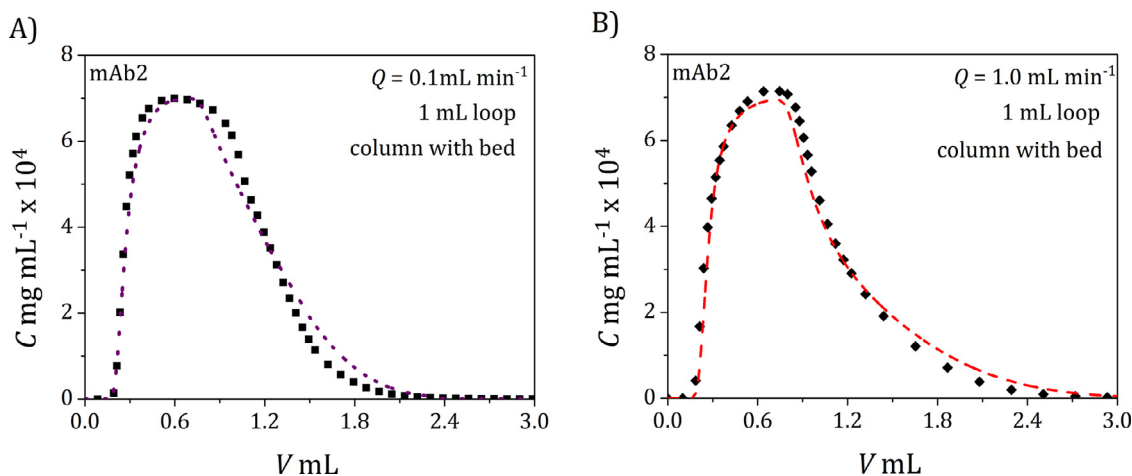 A)
mAb2
Q = 0.1mL min⁻¹
1 mL loop
column with bed
8
6
4
2
0
C mg mL⁻¹ x 10⁴
0.0 0.6 1.2 1.8 2.4 3.0
V mL
B)
mAb2
Q = 1.0 mL min⁻¹
1 mL loop
column with bed
8
6
4
2
0
C mg mL⁻¹ x 10⁴
0.0 0.6 1.2 1.8 2.4 3.0
V mL